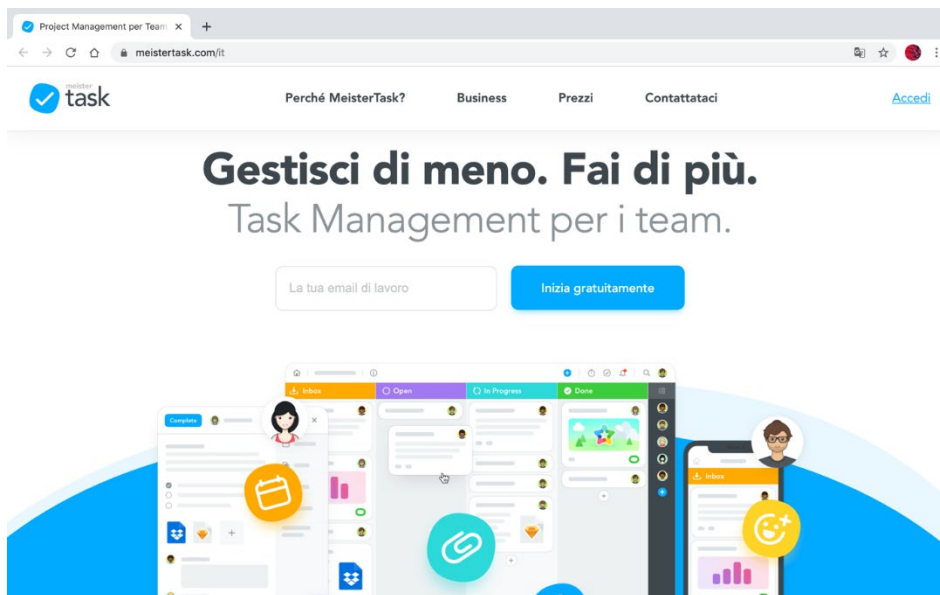 Project Management per Team
meistertask.com/it
meister
task
Perché MeisterTask?
Business
Prezzi
Contattataci
Accedi
Gestisci di meno. Fai di più.
Task Management per i team.
La tua email di lavoro
Inizia gratuitamente
Inbox
Open
In Progress
Done
Complete
Inbox